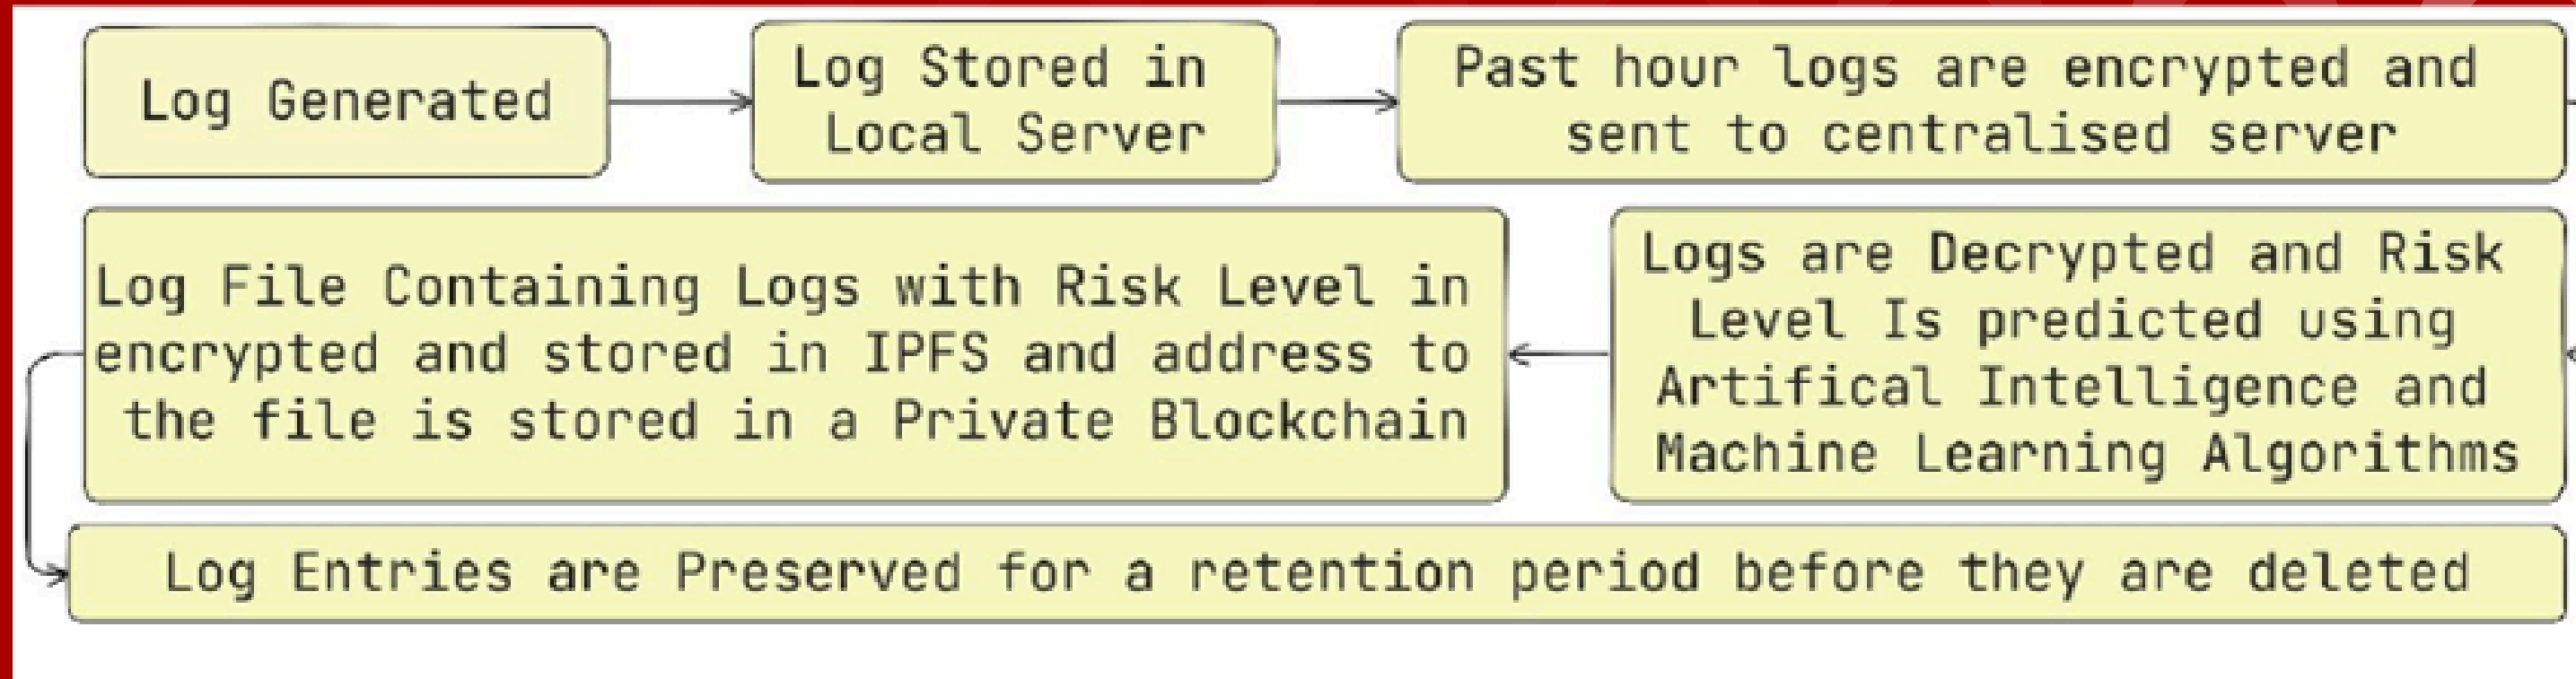 Log Generated
Log Stored in
Local Server
Past hour logs are encrypted and
sent to centralised server
Logs are Decrypted and Risk
Level Is predicted using
Artifical Intelligence and
Machine Learning Algorithms
Log File Containing Logs with Risk Level in
encrypted and stored in IPFS and address to
the file is stored in a Private Blockchain
Log Entries are Preserved for a retention period before they are deleted